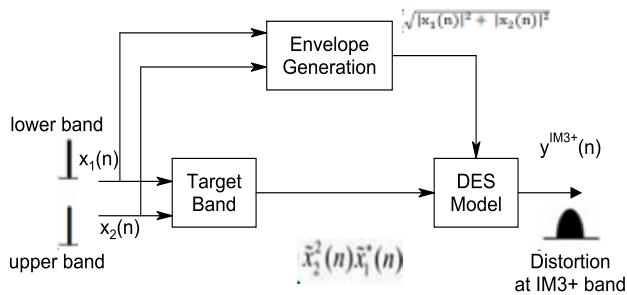 √|x₁(n)|² + |x₂(n)|²
Envelope
Generation
lower band
x₁(n)
Target
Band
DES
Model
y^IM3+(n)
x₂(n)
upper band
x̃₂²(n)x̃₁*(n)
Distortion
at IM3+ band